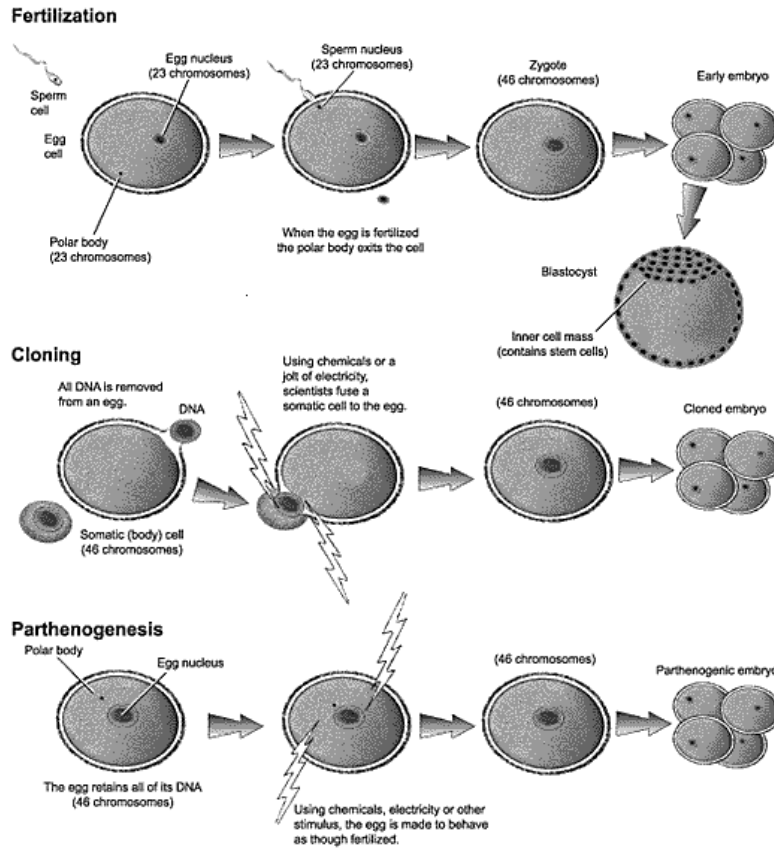 Fertilization
Sperm cell
Egg cell
Egg nucleus
(23 chromosomes)
Sperm nucleus
(23 chromosomes)
Zygote
(46 chromosomes)
Early embryo
Polar body
(23 chromosomes)
When the egg is fertilized
the polar body exits the cell
Blastocyst
Inner cell mass
(contains stem cells)
Cloning
All DNA is removed
from an egg.
DNA
Using chemicals or a
jolt of electricity,
scientists fuse a
somatic cell to the egg.
(46 chromosomes)
Cloned embryo
Somatic (body) cell
(46 chromosomes)
Parthenogenesis
Polar body
Egg nucleus
(46 chromosomes)
Parthenogenic embryo
The egg retains all of its DNA
(46 chromosomes)
Using chemicals, electricity or other
stimulus, the egg is made to behave
as though fertilized.